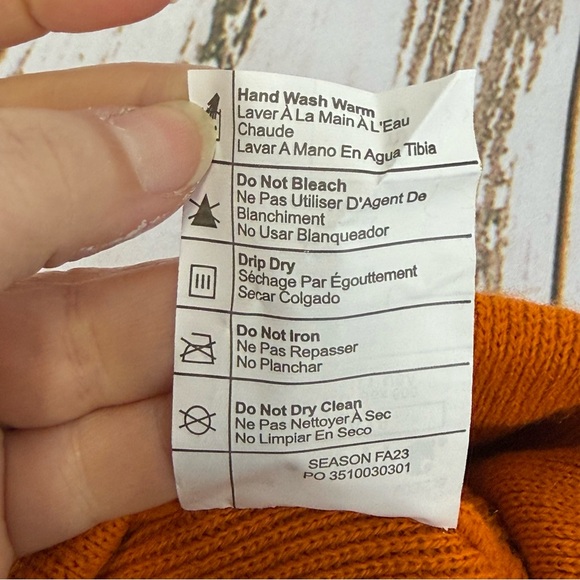 Hand Wash Warm
Laver À La Main À L'Eau
Chaude
Lavar A Mano En Agua Tibia
Do Not Bleach
Ne Pas Utiliser D'Agent De
Blanchiment
No Usar Blanqueador
Drip Dry
Séchage Par Égouttement
Secar Colgado
Do Not Iron
Ne Pas Repasser
No Planchar
Do Not Dry Clean
Ne Pas Nettoyer À Sec
No Limpiar En Seco
SEASON FA23
PO 3510030301